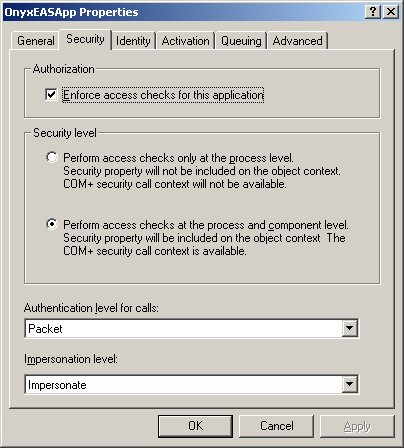 OnyxEASApp Properties
? X
General Security Identity Activation Queuing Advanced
Authorization
Enforce access checks for this application
Security level
Perform access checks only at the process level.
Security property will not be included on the object context.
COM+ security call context will not be available.
Perform access checks at the process and component level.
Security property will be included on the object context  The
COM+ security call context is available.
Authentication level for calls:
Packet
Impersonation level:
Impersonate
OK Cancel Apply